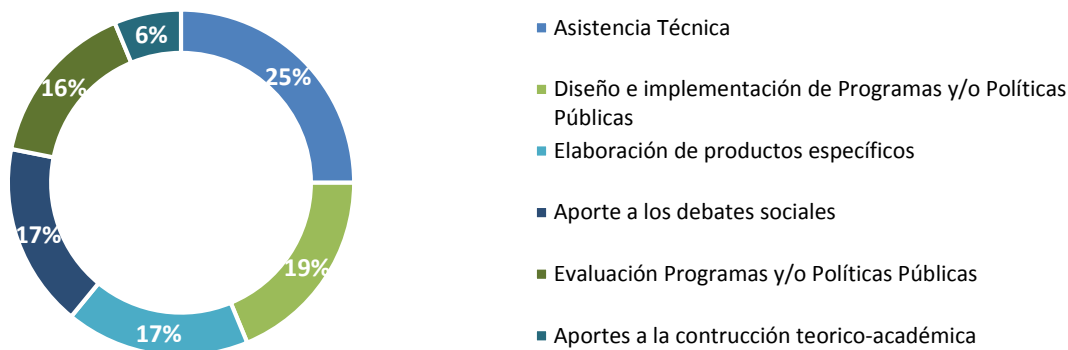 6%
25%
16%
17%
19%
17%
Asistencia Técnica
Diseño e implementación de Programas y/o Políticas
Públicas
Elaboración de productos específicos
Aporte a los debates sociales
Evaluación Programas y/o Políticas Públicas
Aportes a la contrucción teorico-académica